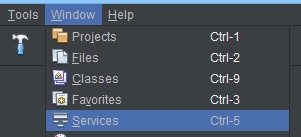 Tools Window Help
Projects Ctrl-1
Files Ctrl-2
Classes Ctrl-9
Favorites Ctrl-3
Services Ctrl-5